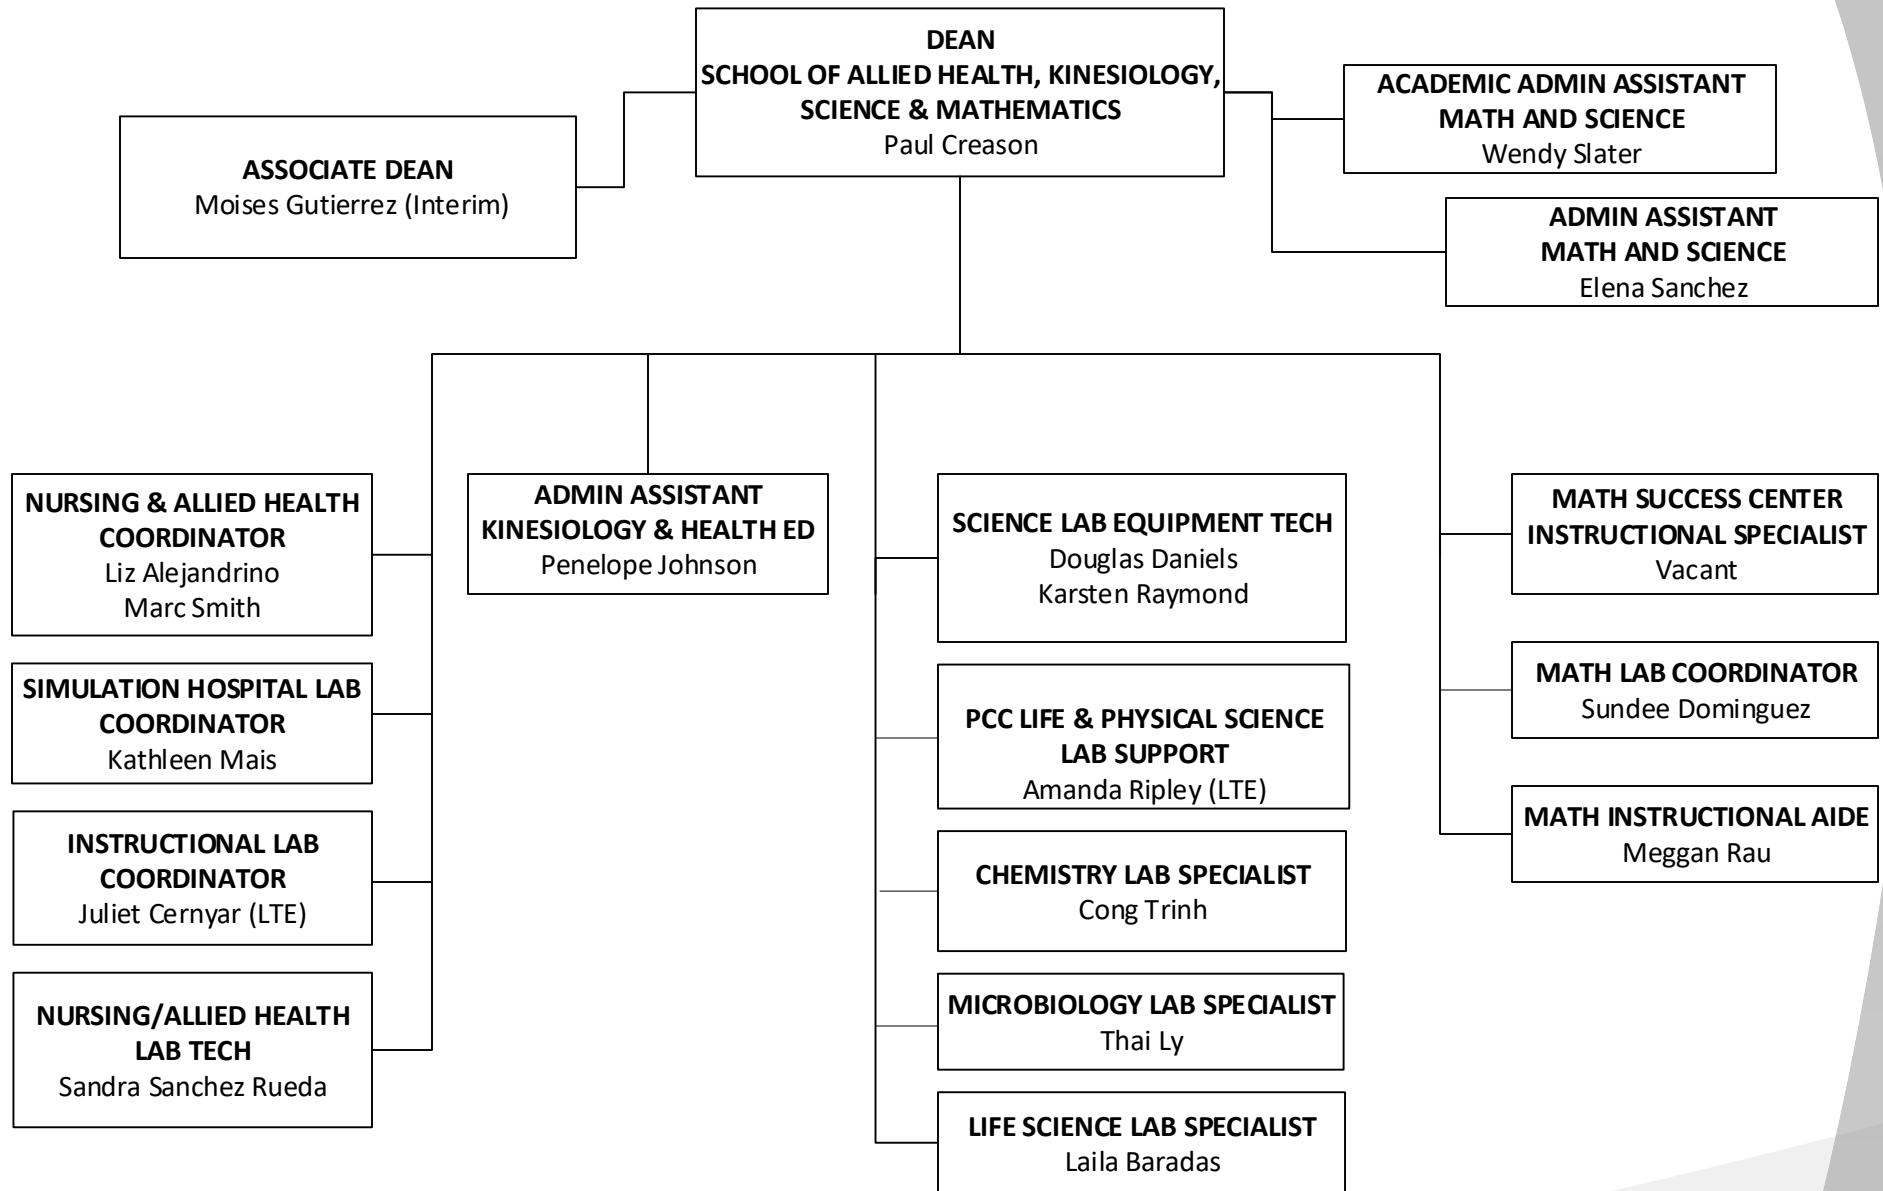 DEAN
SCHOOL OF ALLIED HEALTH, KINESIOLOGY,
SCIENCE & MATHEMATICS
Paul Creason
ASSOCIATE DEAN
Moises Gutierrez (Interim)
ACADEMIC ADMIN ASSISTANT
MATH AND SCIENCE
Wendy Slater
ADMIN ASSISTANT
MATH AND SCIENCE
Elena Sanchez
NURSING & ALLIED HEALTH
COORDINATOR
Liz Alejandrino
Marc Smith
SIMULATION HOSPITAL LAB
COORDINATOR
Kathleen Mais
INSTRUCTIONAL LAB
COORDINATOR
Juliet Cernyar (LTE)
NURSING/ALLIED HEALTH
LAB TECH
Sandra Sanchez Rueda
ADMIN ASSISTANT
KINESIOLOGY & HEALTH ED
Penelope Johnson
SCIENCE LAB EQUIPMENT TECH
Douglas Daniels
Karsten Raymond
PCC LIFE & PHYSICAL SCIENCE
LAB SUPPORT
Amanda Ripley (LTE)
CHEMISTRY LAB SPECIALIST
Cong Trinh
MICROBIOLOGY LAB SPECIALIST
Thai Ly
LIFE SCIENCE LAB SPECIALIST
Laila Baradas
MATH SUCCESS CENTER
INSTRUCTIONAL SPECIALIST
Vacant
MATH LAB COORDINATOR
Sundee Dominguez
MATH INSTRUCTIONAL AIDE
Meggan Rau